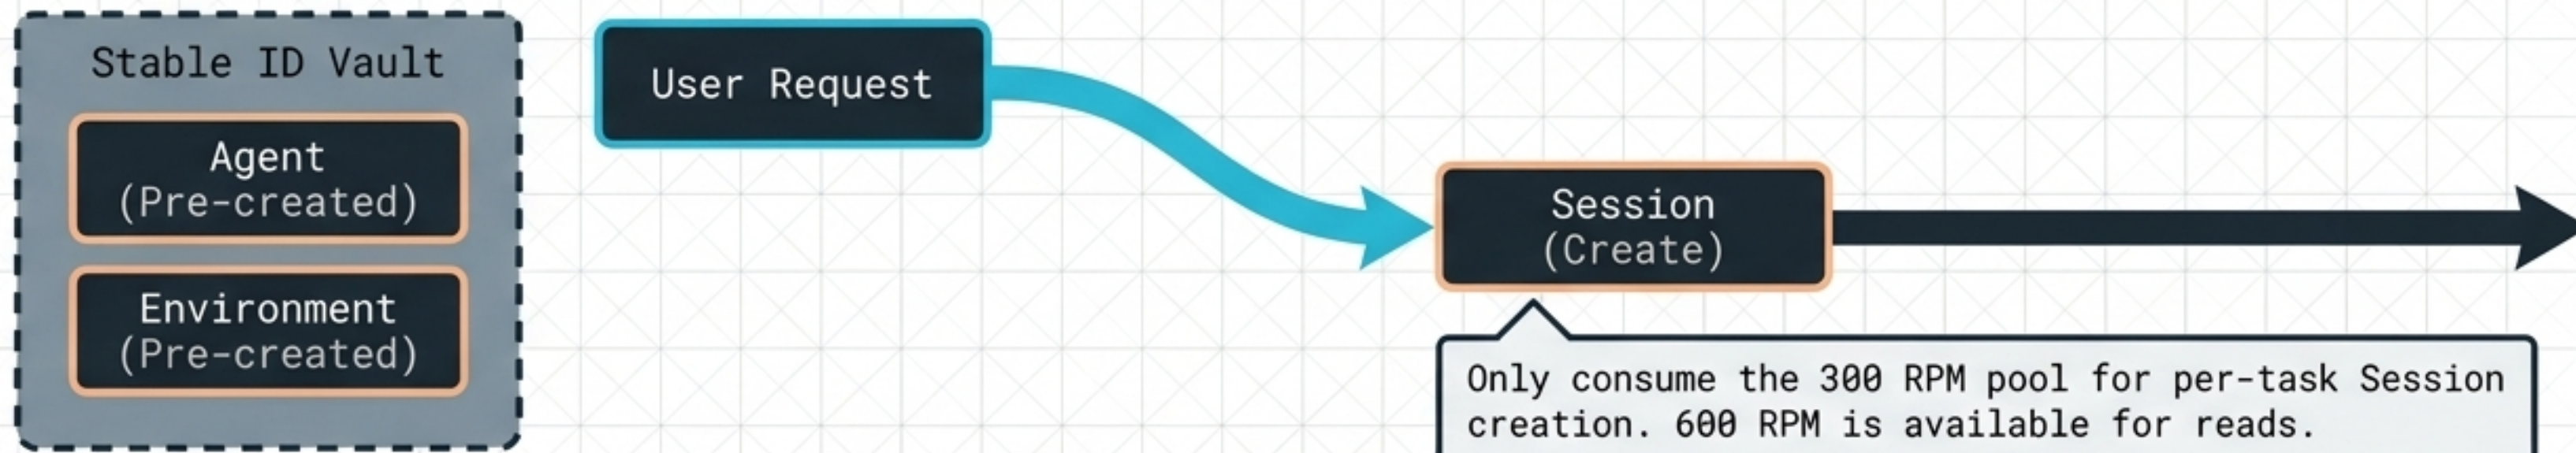 Stable ID Vault
Agent
(Pre-created)
Environment
(Pre-created)
User Request
Session
(Create)
Only consume the 300 RPM pool for per-task Session
creation. 600 RPM is available for reads.